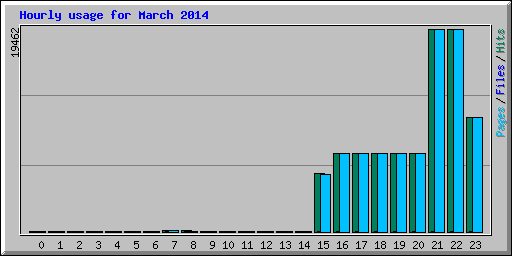 Hourly usage for March 2014
19462
Pages/Files/Hits
0 1 2 3 4 5 6 7 8 9 10 11 12 13 14 15 16 17 18 19 20 21 22 23